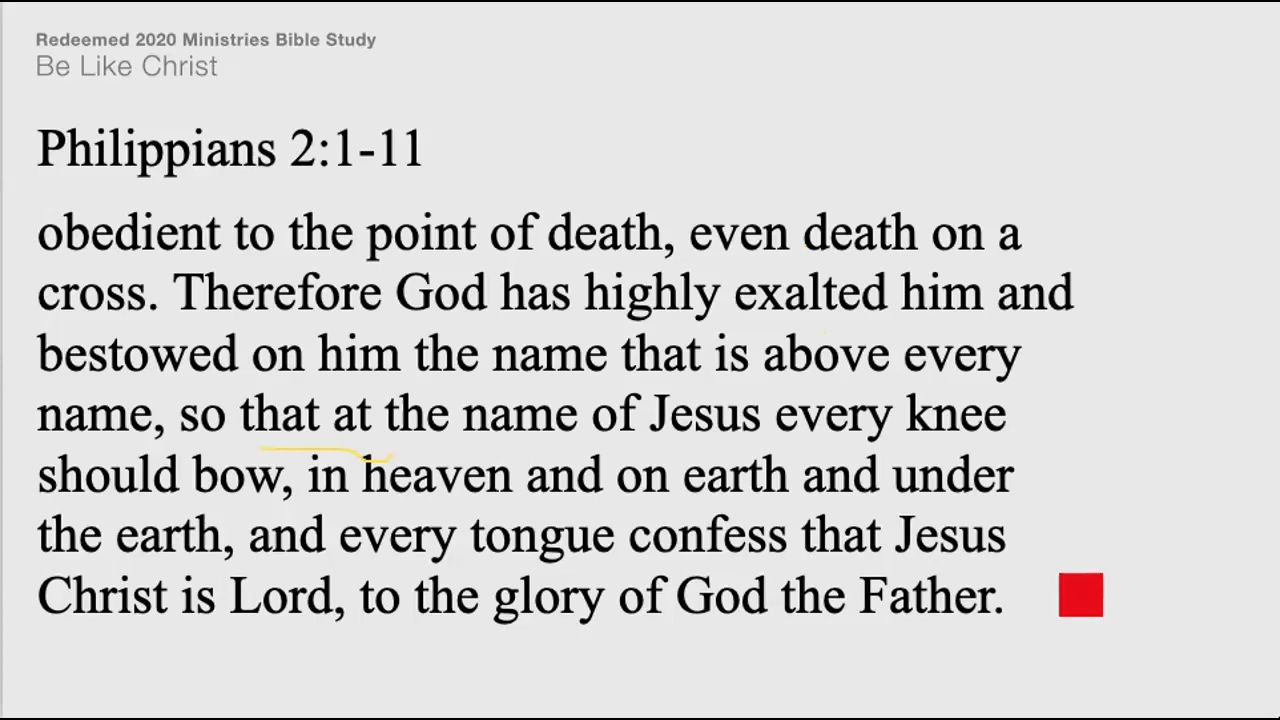 Redeemed 2020 Ministries Bible Study
Be Like Christ
Philippians 2:1-11
obedient to the point of death, even death on a
cross. Therefore God has highly exalted him and
bestowed on him the name that is above every
name, so that at the name of Jesus every knee
should bow, in heaven and on earth and under
the earth, and every tongue confess that Jesus
Christ is Lord, to the glory of God the Father.